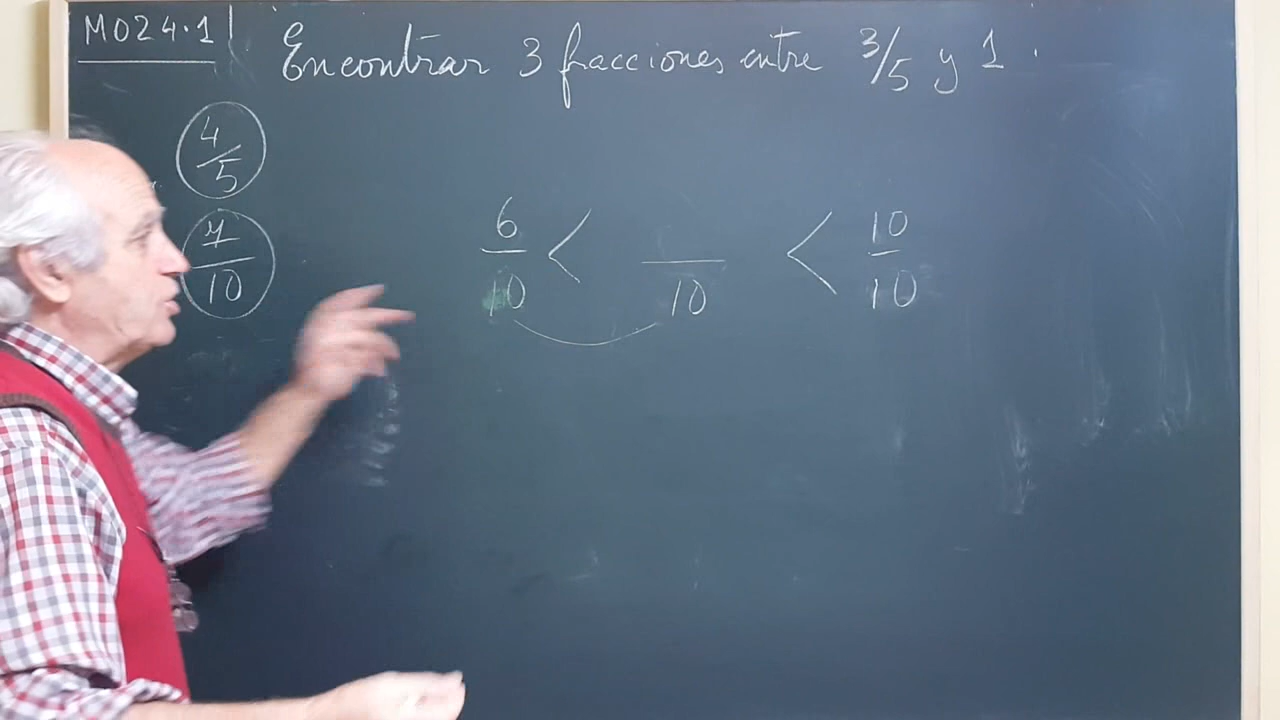 M024.1
Encontrar 3 fracciones entre 3/5 y 1.
4/5
7/10
6/10 < /10 < 10/10